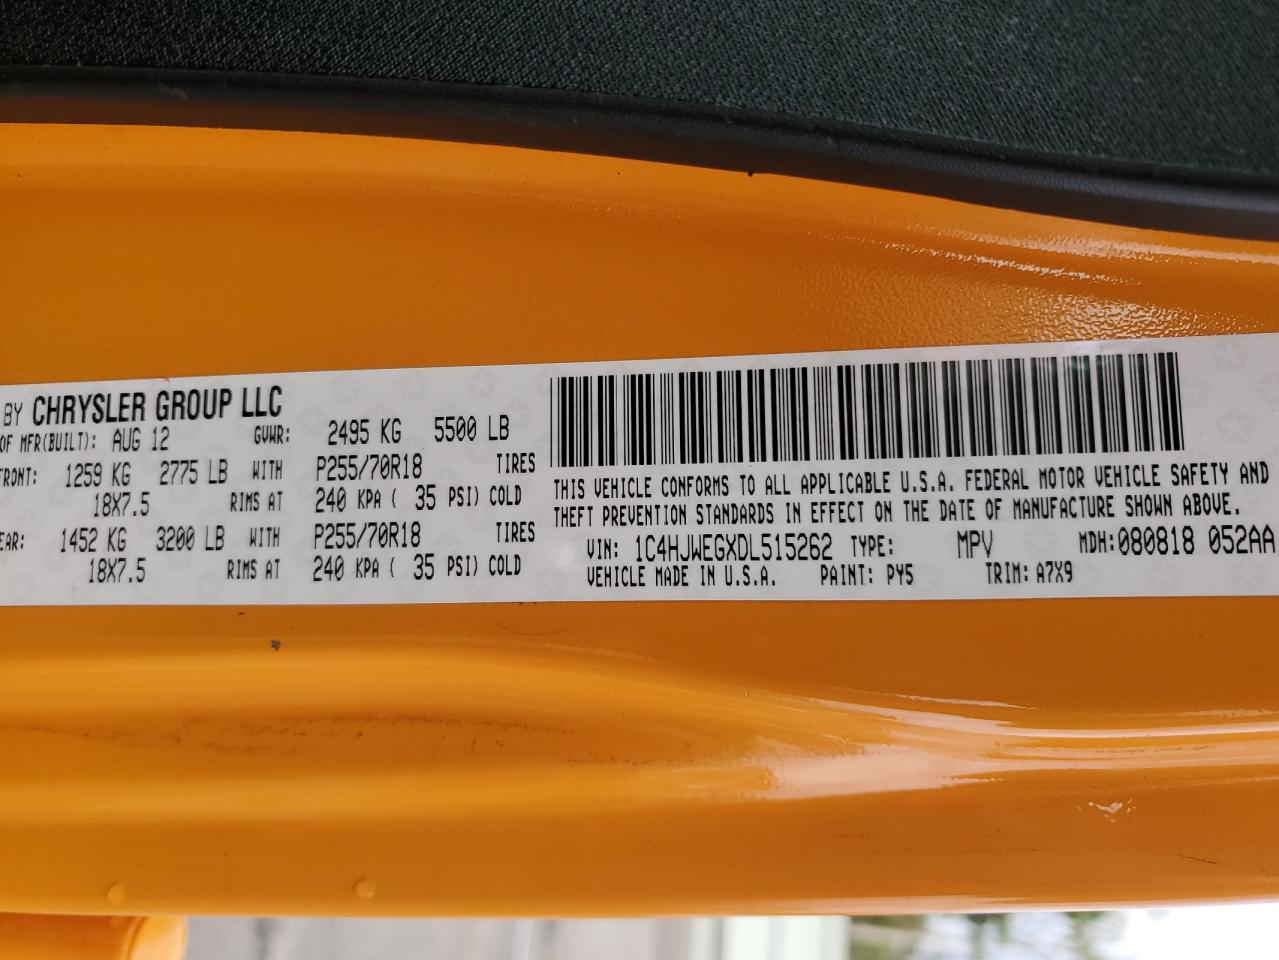 BY CHRYSLER GROUP LLC
OF MFR(BUILT): AUG 12 GVWR: 2495 KG 5500 LB
1259 KG 2775 LB WITH P255/70R18 TIRES
18X7.5 RIMS AT 240 KPA ( 35 PSI) COLD
1452 KG 3200 LB WITH P255/70R18 TIRES
18X7.5 RIMS AT 240 KPA ( 35 PSI) COLD
THIS VEHICLE CONFORMS TO ALL APPLICABLE U.S.A. FEDERAL MOTOR VEHICLE SAFETY AND
THEFT PREVENTION STANDARDS IN EFFECT ON THE DATE OF MANUFACTURE SHOWN ABOVE.
VIN: 1C4HJWEGXDL515262 TYPE: MPV MDH:080818 052AA
VEHICLE MADE IN U.S.A. PAINT: PY5 TRIM: A7X9